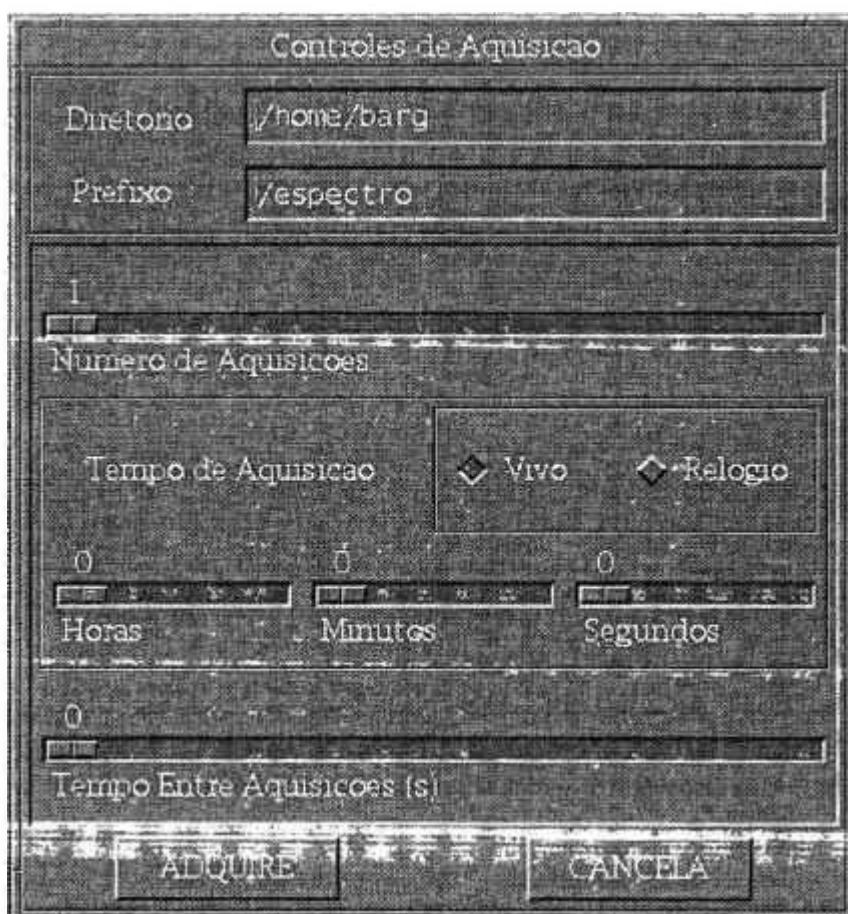 Controles de Aquisicao
Diretorio /home/barg
Prefixo /espectro
1
Numero de Aquisicoes
Tempo de Aquisicao Vivo Relogio
0 0 0
Horas Minutos Segundos
0
Tempo Entre Aquisicoes (s)
ADQUIRE CANCELA